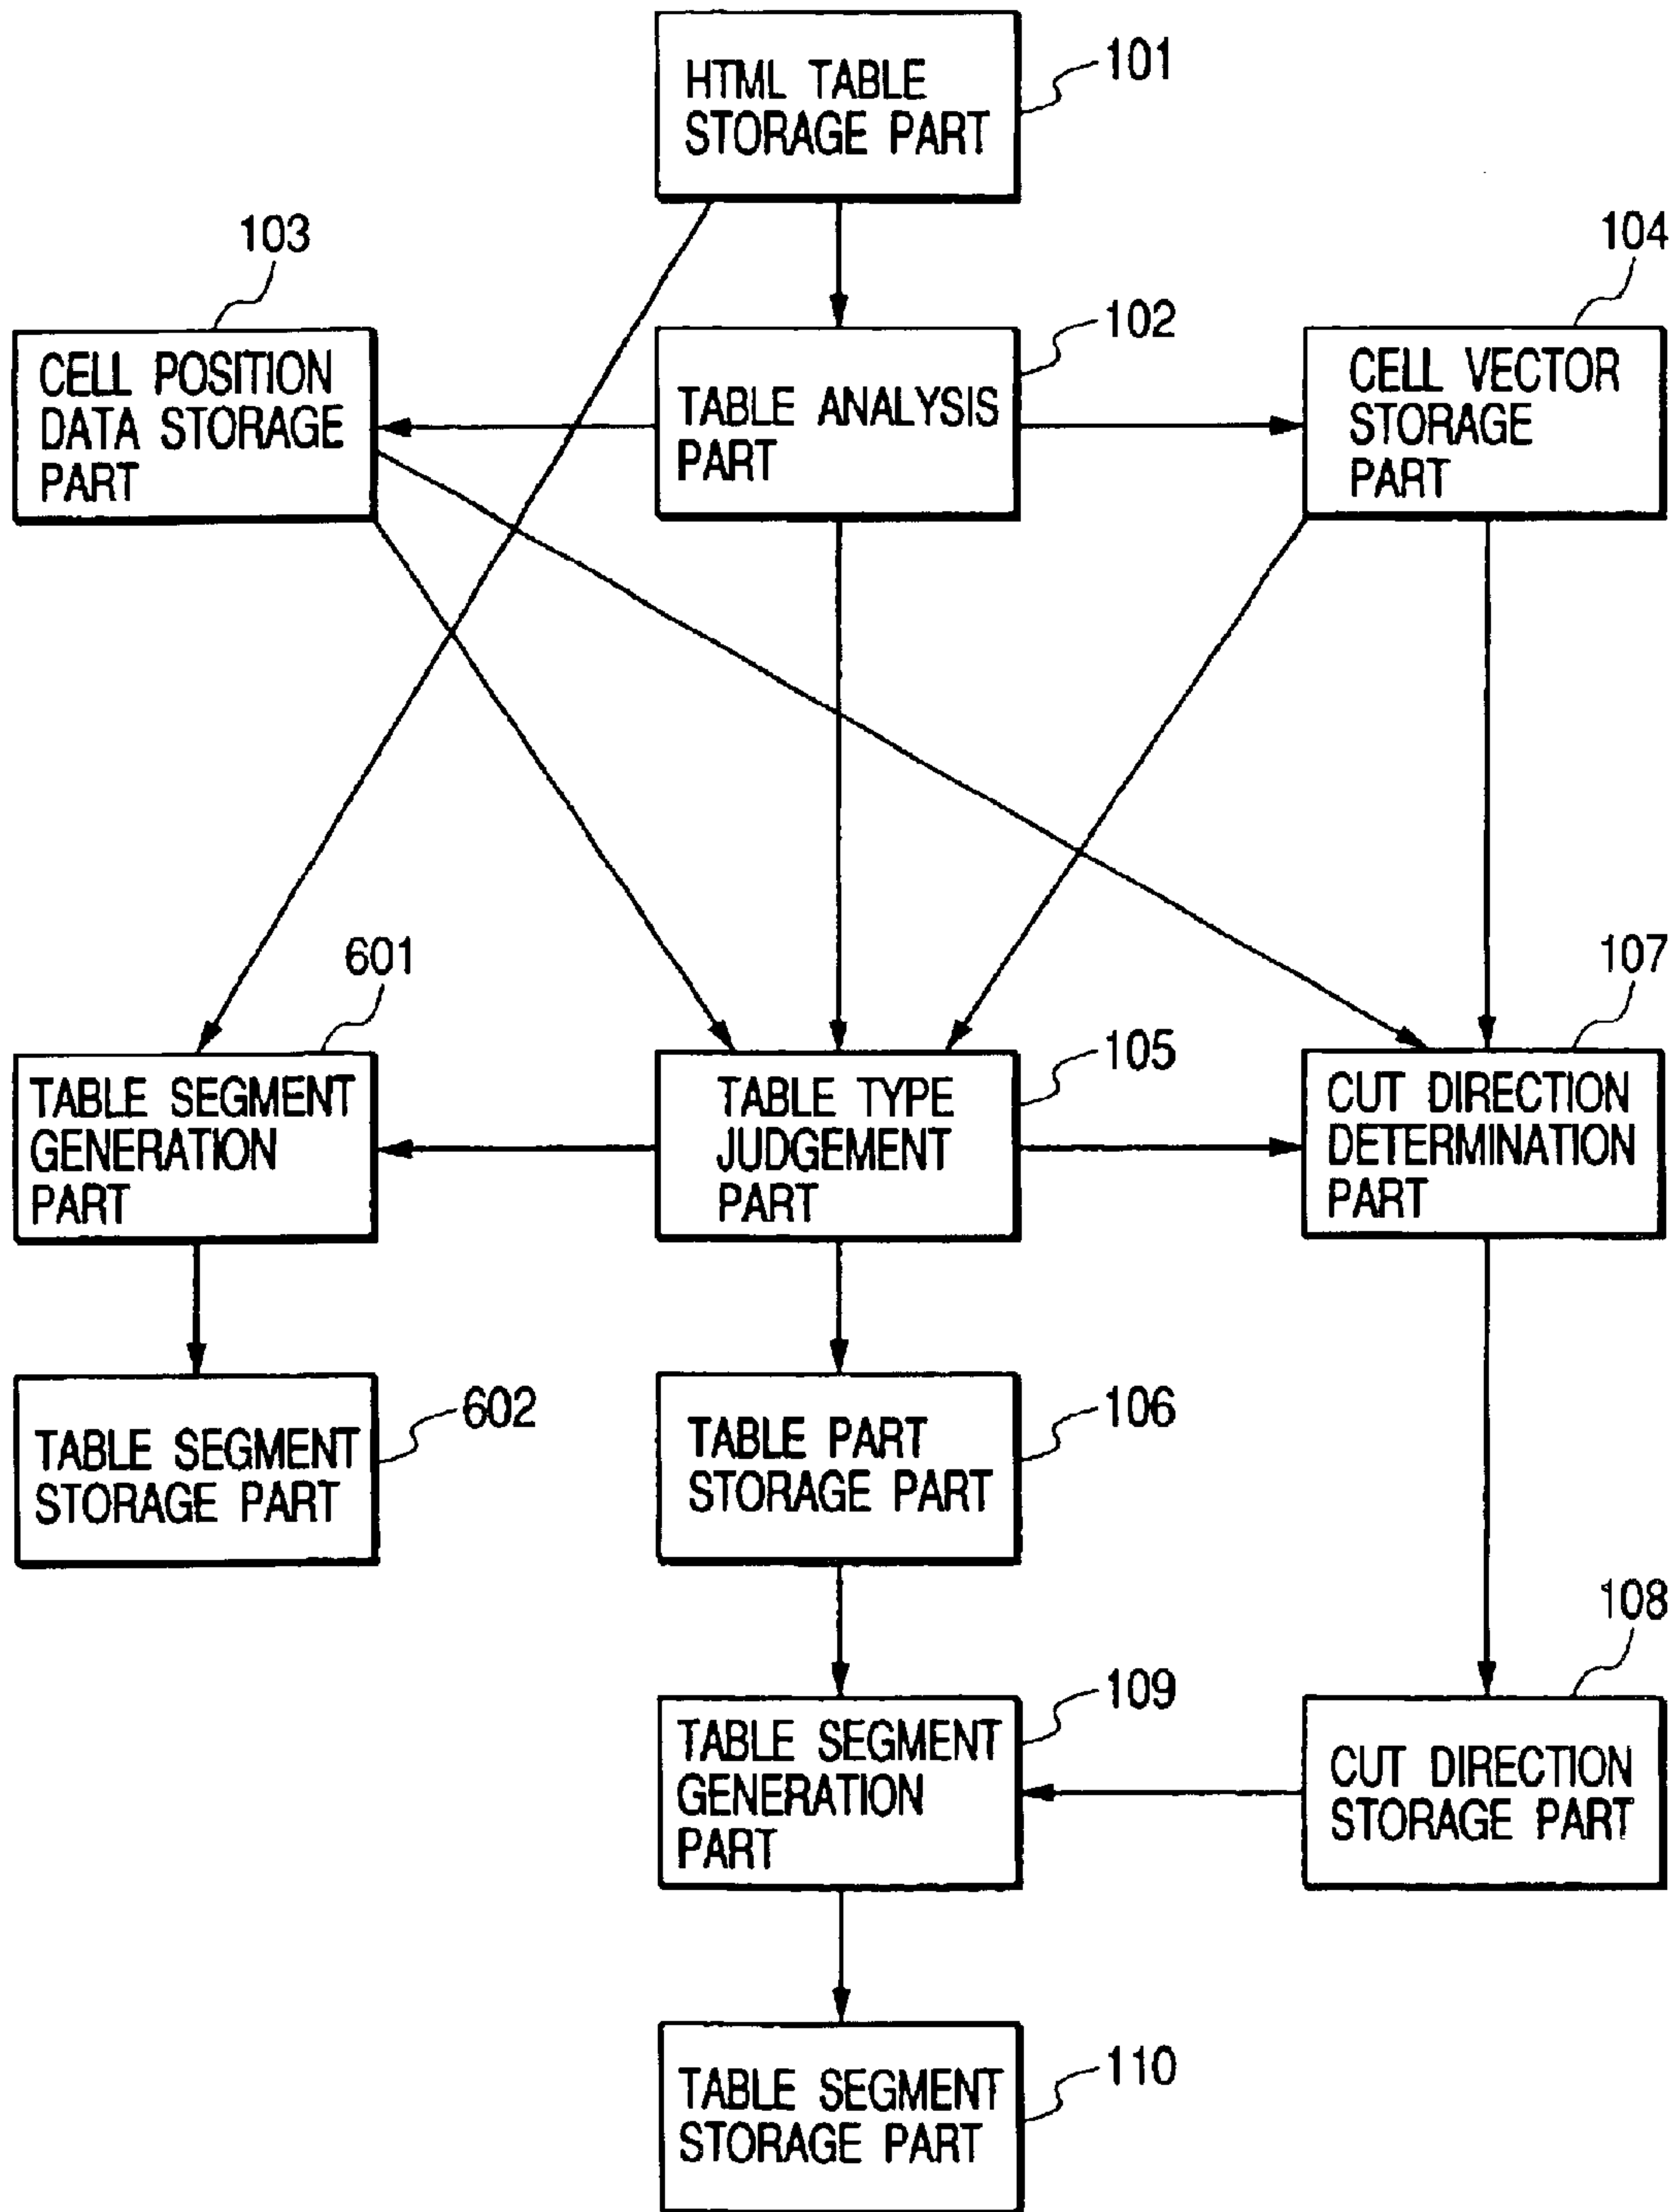 HTML TABLE
STORAGE PART
101
103
104
CELL POSITION
DATA STORAGE
PART
102
TABLE ANALYSIS
PART
CELL VECTOR
STORAGE
PART
601
107
TABLE SEGMENT
GENERATION
PART
105
TABLE TYPE
JUDGEMENT
PART
CUT DIRECTION
DETERMINATION
PART
602
TABLE SEGMENT
STORAGE PART
106
TABLE PART
STORAGE PART
108
109
TABLE SEGMENT
GENERATION
PART
CUT DIRECTION
STORAGE PART
110
TABLE SEGMENT
STORAGE PART